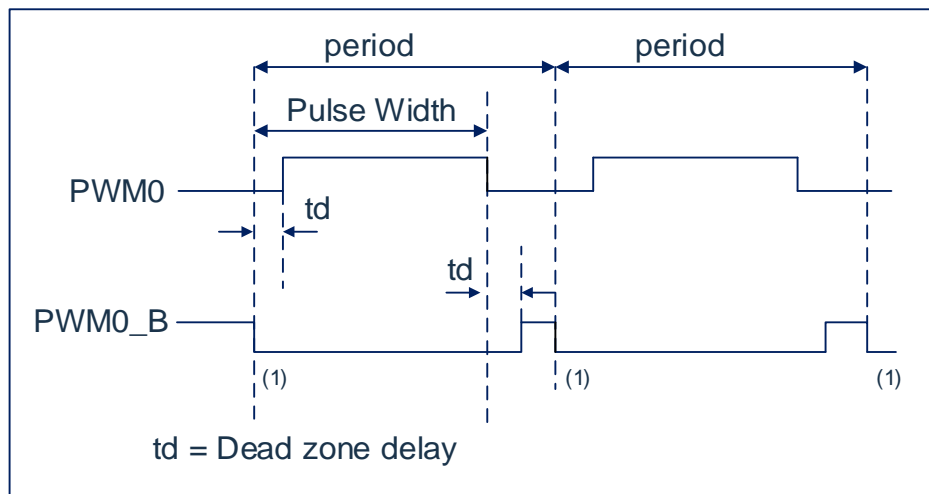 period period
Pulse Width
PWM0
td
td
PWM0_B
(1) (1) (1)
td = Dead zone delay